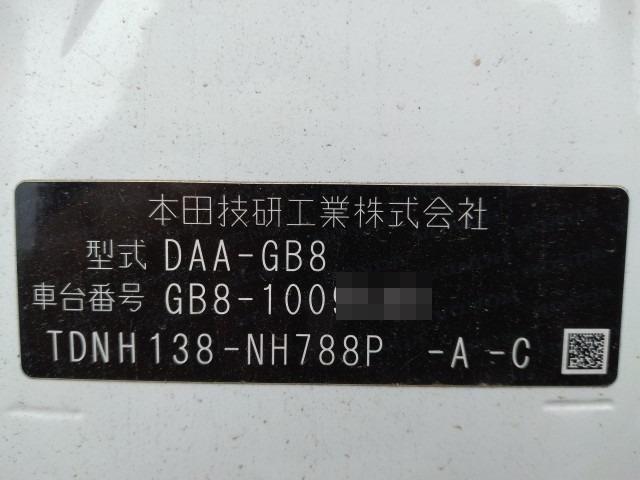 本田技研工業株式会社
型式 DAA-GB8
車台番号 GB8-1009
TDNH138-NH788P -A-C